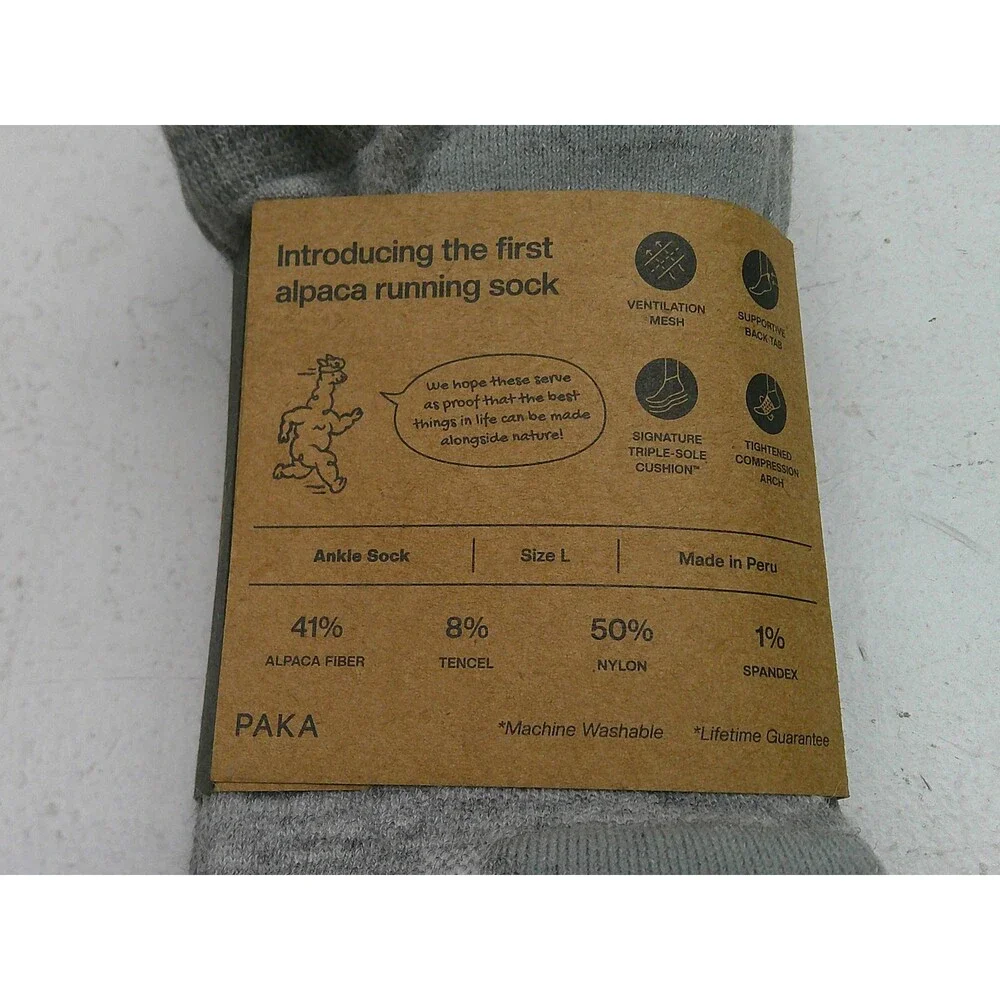 Introducing the first
alpaca running sock
We hope these serve
as proof that the best
things in life can be made
alongside nature!
VENTILATION
MESH
SUPPORTIVE
BACK TAB
SIGNATURE
TRIPLE-SOLE
CUSHION™
TIGHTENED
COMPRESSION
ARCH
Ankle Sock | Size L | Made in Peru
41% 8% 50% 1%
ALPACA FIBER TENCEL NYLON SPANDEX
PAKA *Machine Washable *Lifetime Guarantee